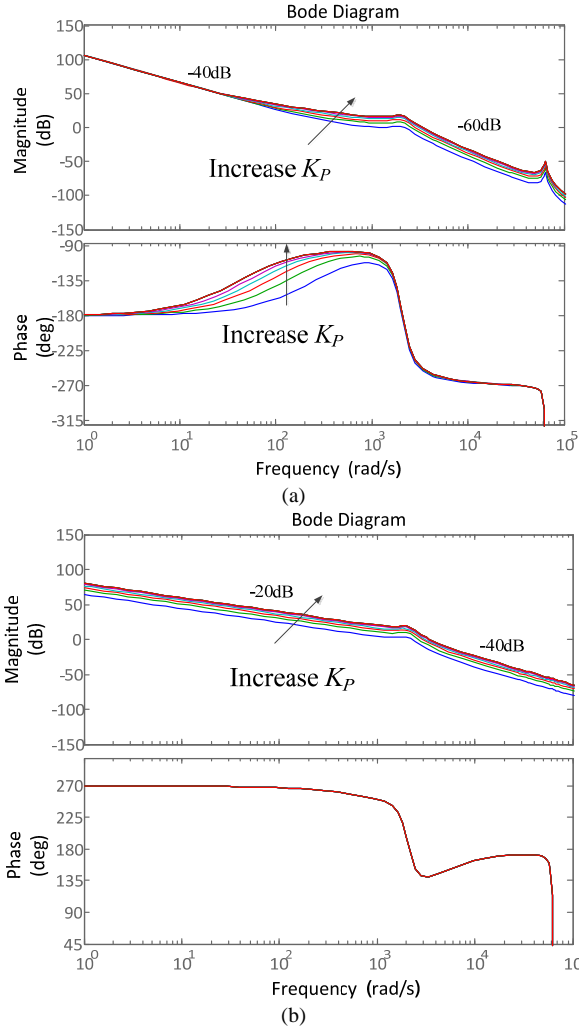 Bode Diagram
150
100
50
0
-50
-100
-150
Magnitude
(dB)
-40dB
-60dB
Increase K_P
-90
-135
-180
-225
-270
-315
Phase
(deg)
Increase K_P
10^0
10^1
10^2
10^3
10^4
10^5
Frequency (rad/s)
(a)
Bode Diagram
150
100
50
0
-50
-100
-150
Magnitude
(dB)
-20dB
-40dB
Increase K_P
270
225
180
135
90
45
Phase
(deg)
10^0
10^1
10^2
10^3
10^4
10
Frequency (rad/s)
(b)